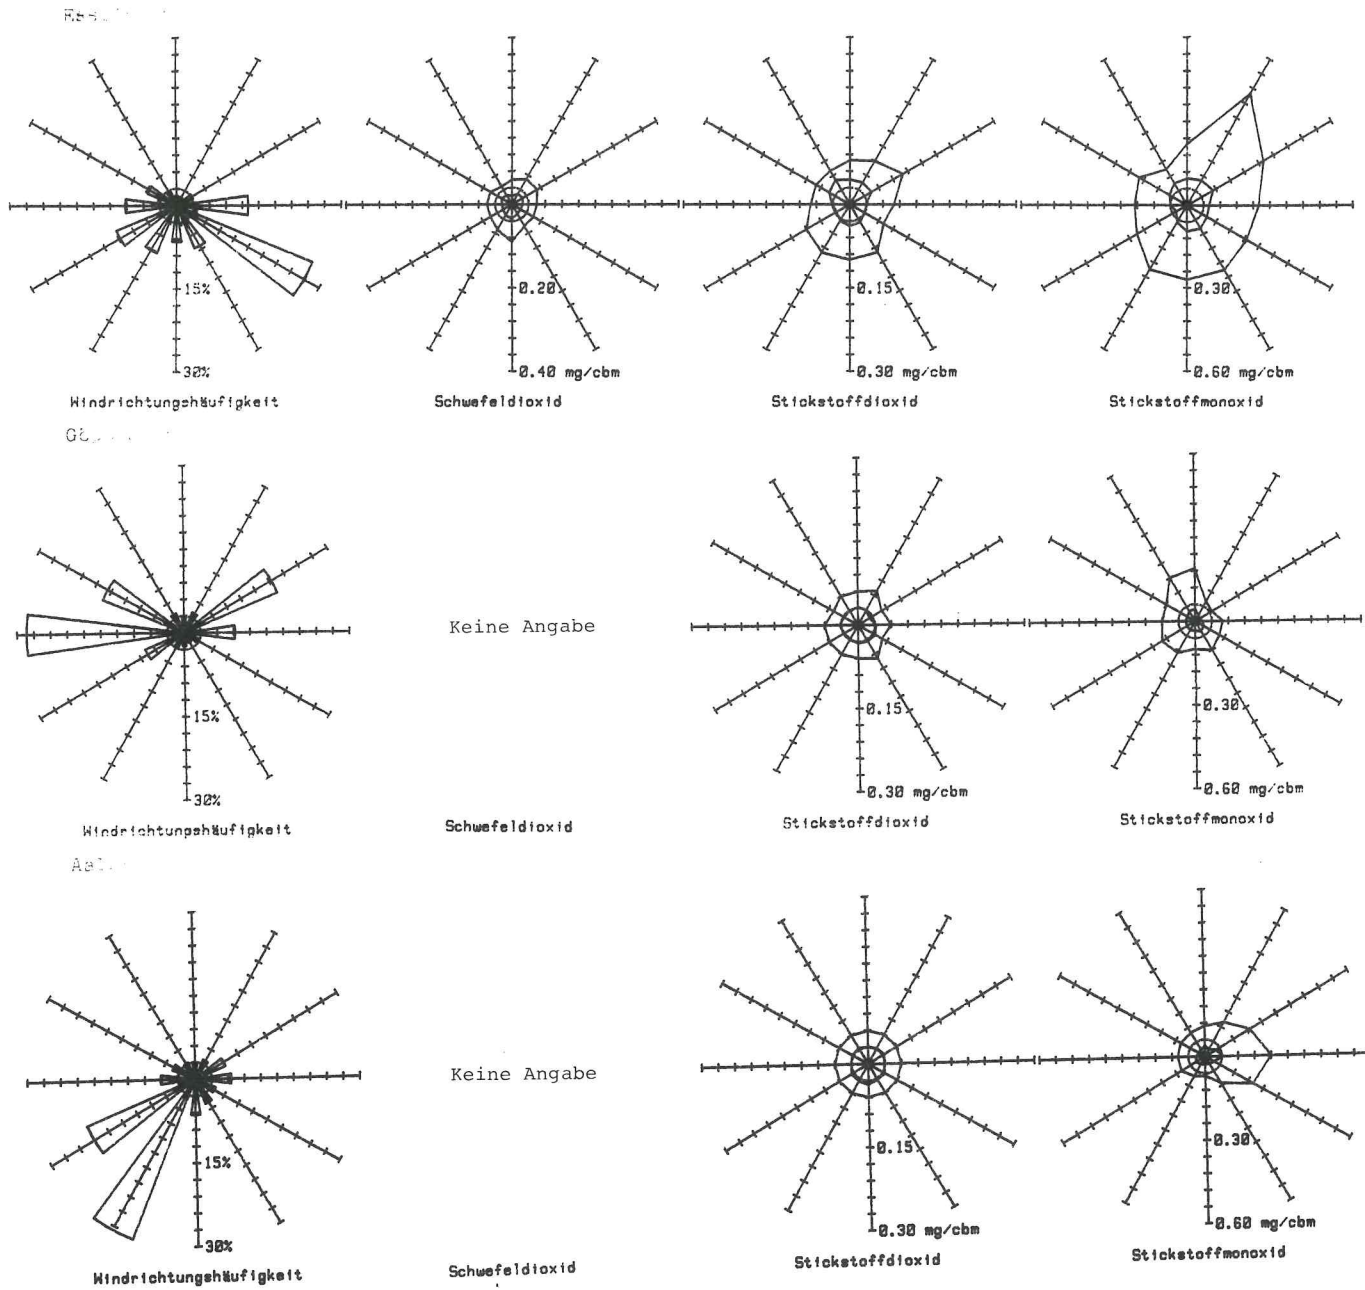 15%
30%
Windrichtungshäufigkeit
0.20
0.40 mg/cbm
Schwefeldioxid
0.15
0.30 mg/cbm
Stickstoffdioxid
0.30
0.60 mg/cbm
Stickstoffmonoxid
15%
30%
Windrichtungshäufigkeit
Keine Angabe
Schwefeldioxid
0.15
0.30 mg/cbm
Stickstoffdioxid
0.30
0.60 mg/cbm
Stickstoffmonoxid
15%
30%
Windrichtungshäufigkeit
Keine Angabe
Schwefeldioxid
0.15
0.30 mg/cbm
Stickstoffdioxid
0.30
0.60 mg/cbm
Stickstoffmonoxid